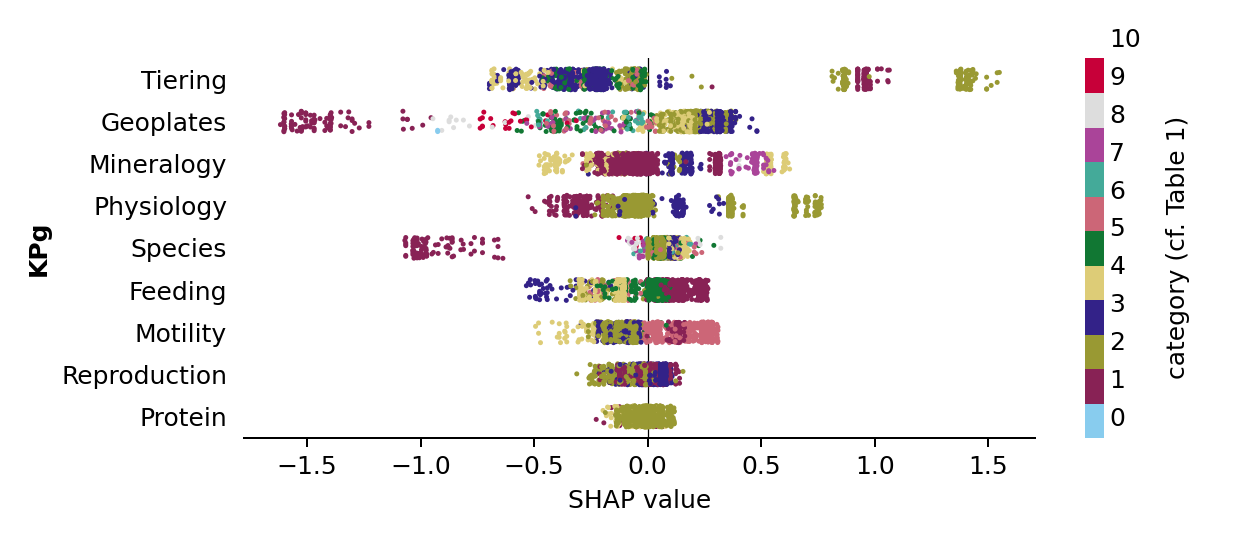 KPg
Tiering
Geoplates
Mineralogy
Physiology
Species
Feeding
Motility
Reproduction
Protein
−1.5 −1.0 −0.5 0.0 0.5 1.0 1.5
SHAP value
10
9
8
7
6
5
4
3
2
1
0
category (cf. Table 1)